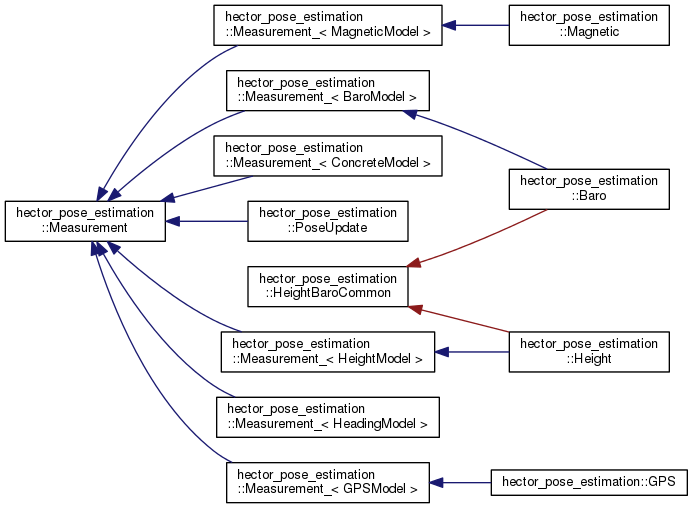 hector_pose_estimation
::Measurement_< MagneticModel >
hector_pose_estimation
::Magnetic
hector_pose_estimation
::Measurement_< BaroModel >
hector_pose_estimation
::Measurement_< ConcreteModel >
hector_pose_estimation
::Baro
hector_pose_estimation
::Measurement
hector_pose_estimation
::PoseUpdate
hector_pose_estimation
::HeightBaroCommon
hector_pose_estimation
::Measurement_< HeightModel >
hector_pose_estimation
::Height
hector_pose_estimation
::Measurement_< HeadingModel >
hector_pose_estimation
::Measurement_< GPSModel >
hector_pose_estimation::GPS